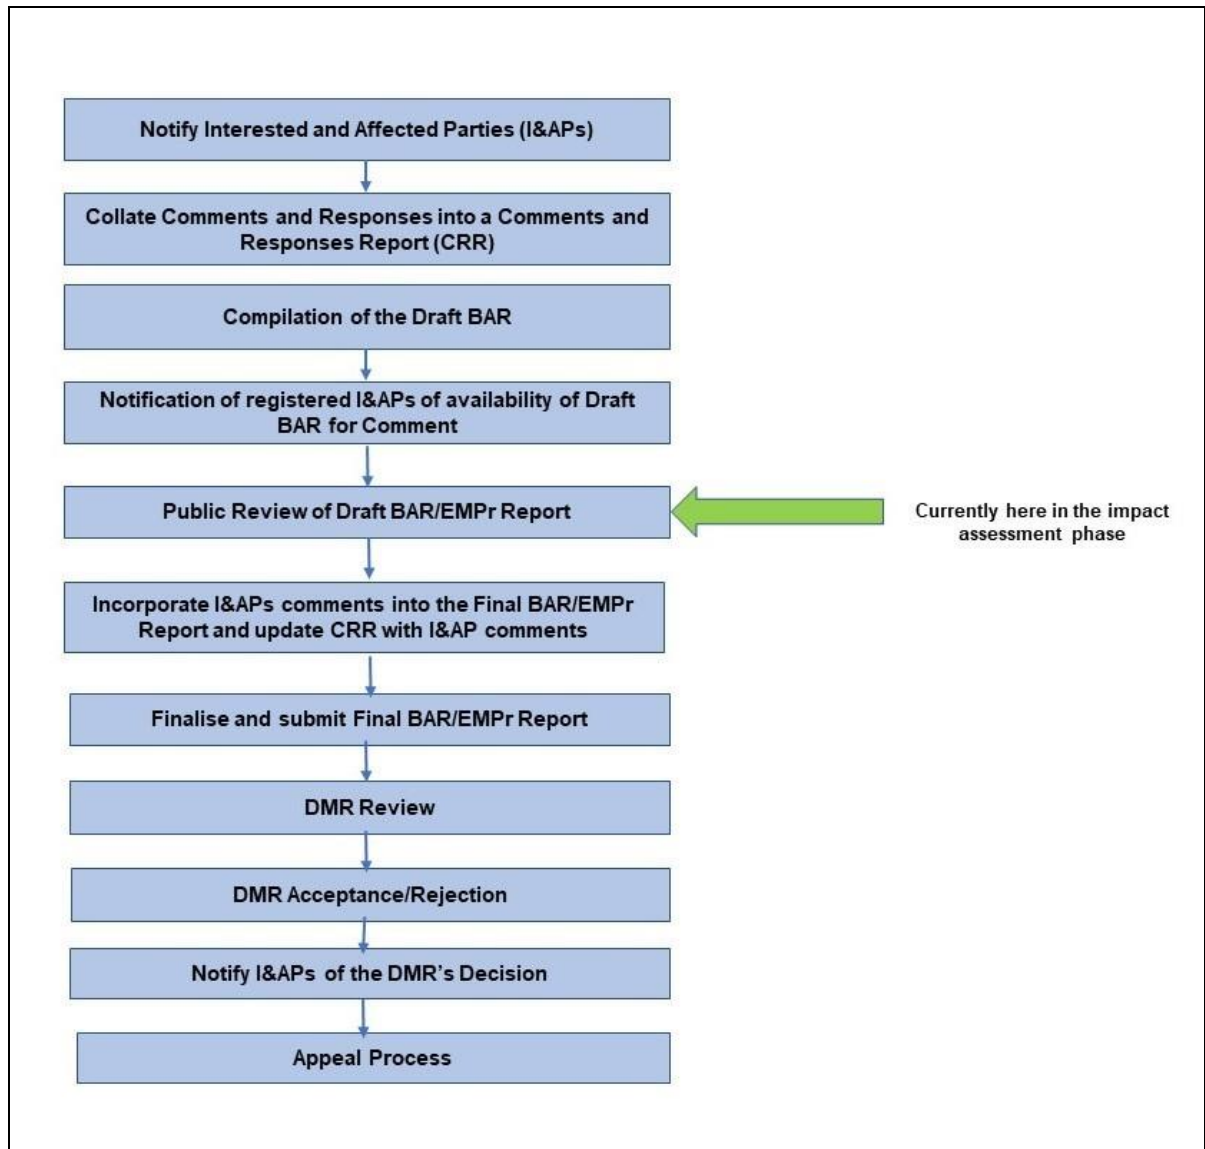 Notify Interested and Affected Parties (I&APs)
Collate Comments and Responses into a Comments and
Responses Report (CRR)
Compilation of the Draft BAR
Notification of registered I&APs of availability of Draft
BAR for Comment
Public Review of Draft BAR/EMPr Report
Currently here in the impact
assessment phase
Incorporate I&APs comments into the Final BAR/EMPr
Report and update CRR with I&AP comments
Finalise and submit Final BAR/EMPr Report
DMR Review
DMR Acceptance/Rejection
Notify I&APs of the DMR’s Decision
Appeal Process